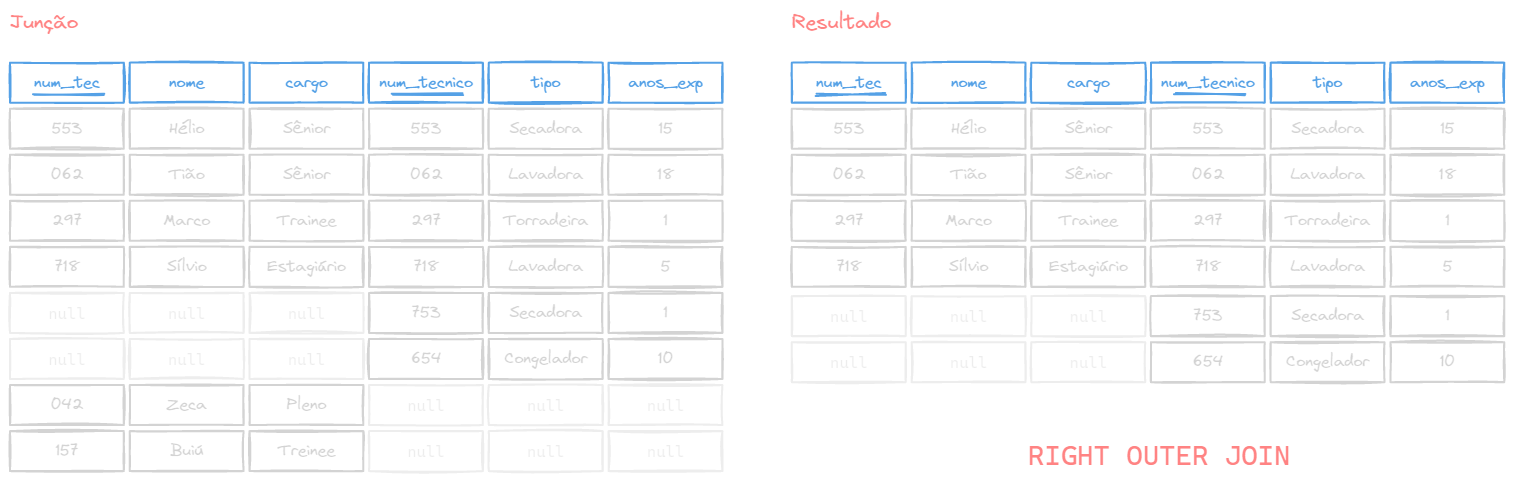 Junção
num_tec nome cargo num_tecnico tipo anos_exp
553 Hélio Sênior 553 Secadora 15
062 Tião Sênior 062 Lavadora 18
297 Marco Trainee 297 Torradeira 1
718 Sílvio Estagiário 718 Lavadora 5
null null null 753 Secadora 1
null null null 654 Congelador 10
042 Zeca Pleno null null null
157 Buiú Treinee null null null
Resultado
num_tec nome cargo num_tecnico tipo anos_exp
553 Hélio Sênior 553 Secadora 15
062 Tião Sênior 062 Lavadora 18
297 Marco Trainee 297 Torradeira 1
718 Sílvio Estagiário 718 Lavadora 5
null null null 753 Secadora 1
null null null 654 Congelador 10
RIGHT OUTER JOIN